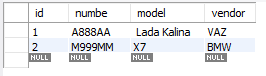 id numbe model vendor
1 A888AA Lada Kalina VAZ
2 M999MM X7 BMW
NULL NULL NULL NULL